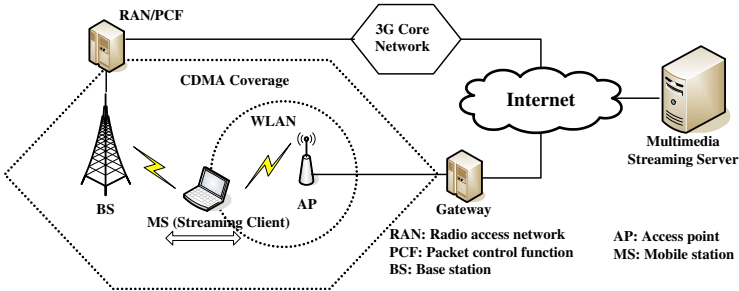 RAN/PCF
3G Core
Network
CDMA Coverage
WLAN
Internet
Multimedia
Streaming Server
BS
MS (Streaming Client)
AP
Gateway
RAN: Radio access network
PCF: Packet control function
BS: Base station
AP: Access point
MS: Mobile station